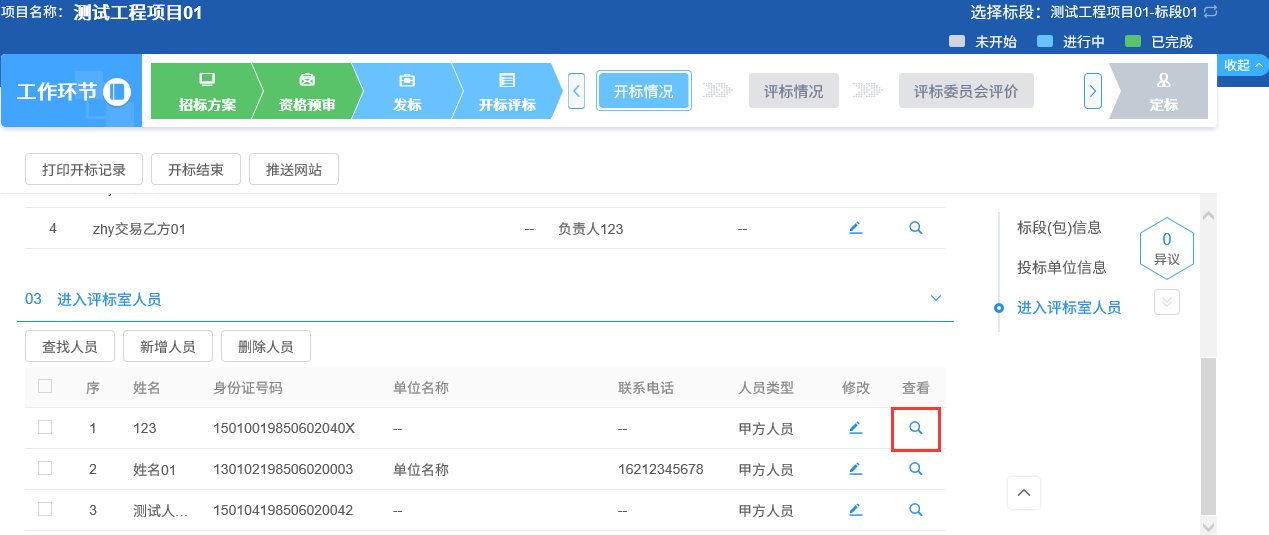 项目名称： 测试工程项目01
选择标段：测试工程项目01-标段01
未开始 进行中 已完成
收起
工作环节
招标方案 资格预审 发标 开标评标 开标情况 评标情况 评标委员会评价 定标
打印开标记录 开标结束 推送网站
4 zhy交易乙方01 -- 负责人123 --
标段(包)信息
0
异议
投标单位信息
03 进入评标室人员
进入评标室人员
查找人员 新增人员 删除人员
序 姓名 身份证号码 单位名称 联系电话 人员类型 修改 查看
1 123 15010019850602040X -- -- 甲方人员
2 姓名01 130102198506020003 单位名称 16212345678 甲方人员
3 测试人... 150104198506020042 -- -- 甲方人员